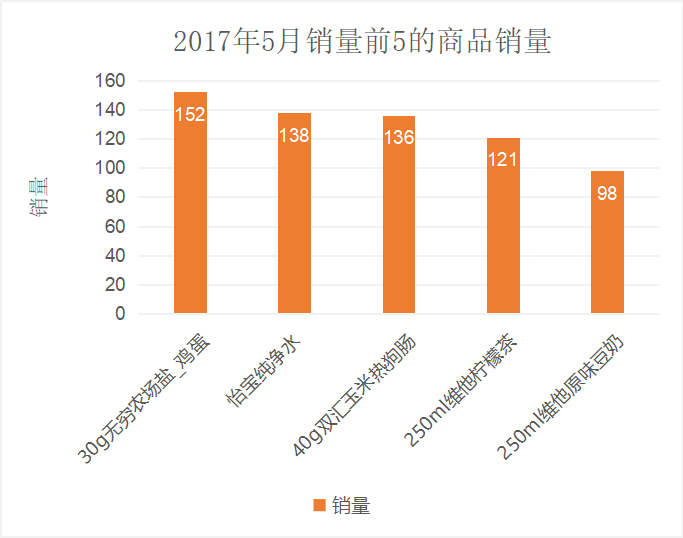 2017年5月销量前5的商品销量
销量
160
140
120
100
80
60
40
20
0
152
138
136
121
98
30g无穷农场盐_鸡蛋
怡宝纯净水
40g双汇玉米热狗肠
250ml维他柠檬茶
250ml维他原味豆奶
销量